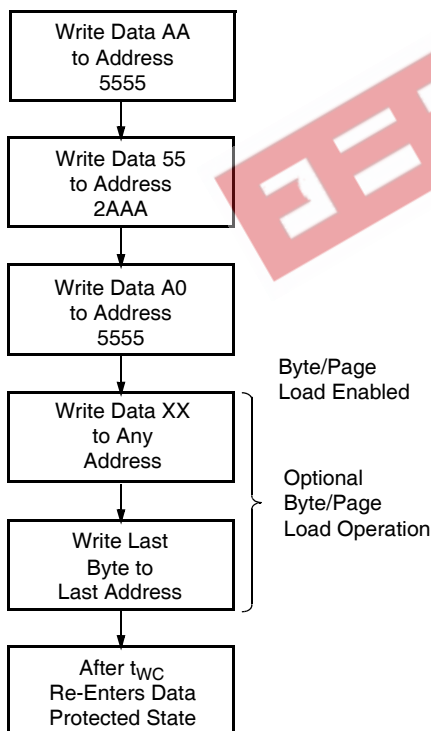 Write Data AA
to Address
5555
Write Data 55
to Address
2AAA
Write Data A0
to Address
5555
Byte/Page
Load Enabled
Write Data XX
to Any
Address
Optional
Byte/Page
Load Operation
Write Last
Byte to
Last Address
After tWC
Re-Enters Data
Protected State